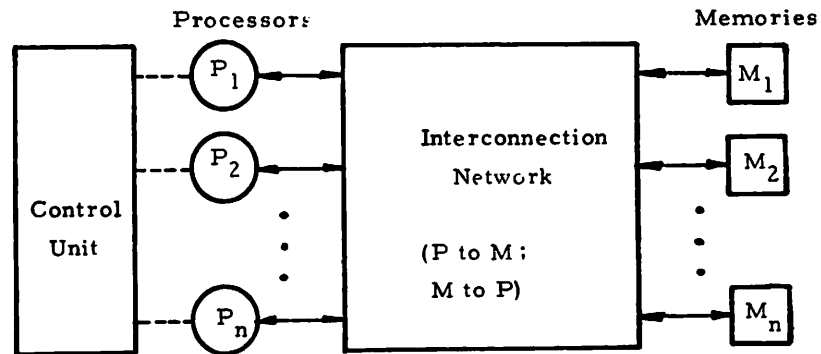 Processors
Memories
P1
M1
P2
M2
Interconnection
Network
Control
Unit
(P to M;
M to P)
Pn
Mn